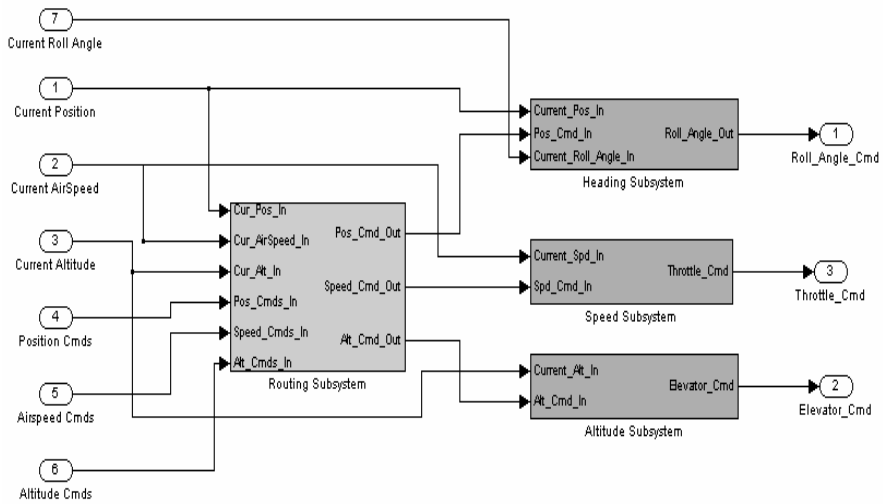 7
Current Roll Angle
1
Current Position
2
Current AirSpeed
3
Current Altitude
4
Position Cmds
5
Airspeed Cmds
6
Altitude Cmds
Cur_Pos_In
Cur_AirSpeed_In
Cur_Alt_In
Pos_Cmds_In
Speed_Cmds_In
Alt_Cmds_In
Pos_Cmd_Out
Speed_Cmd_Out
Alt_Cmd_Out
Routing Subsystem
Current_Pos_In
Pos_Cmd_In
Current_Roll_Angle_In
Roll_Angle_Out
Heading Subsystem
Current_Spd_In
Spd_Cmd_In
Throttle_Cmd
Speed Subsystem
Current_Alt_In
Alt_Cmd_In
Elevator_Cmd
Altitude Subsystem
1
Roll_Angle_Cmd
3
Throttle_Cmd
2
Elevator_Cmd